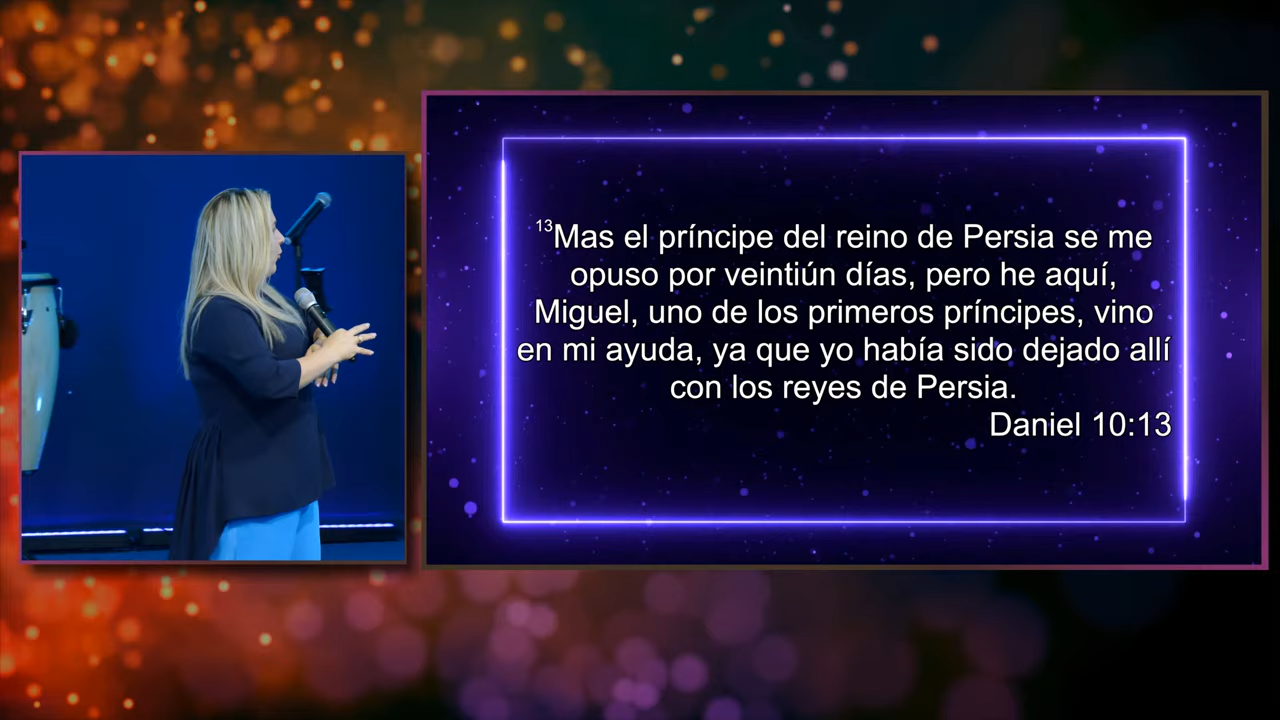 13Mas el príncipe del reino de Persia se me
opuso por veintiún días, pero he aquí,
Miguel, uno de los primeros príncipes, vino
en mi ayuda, ya que yo había sido dejado allí
con los reyes de Persia.
Daniel 10:13